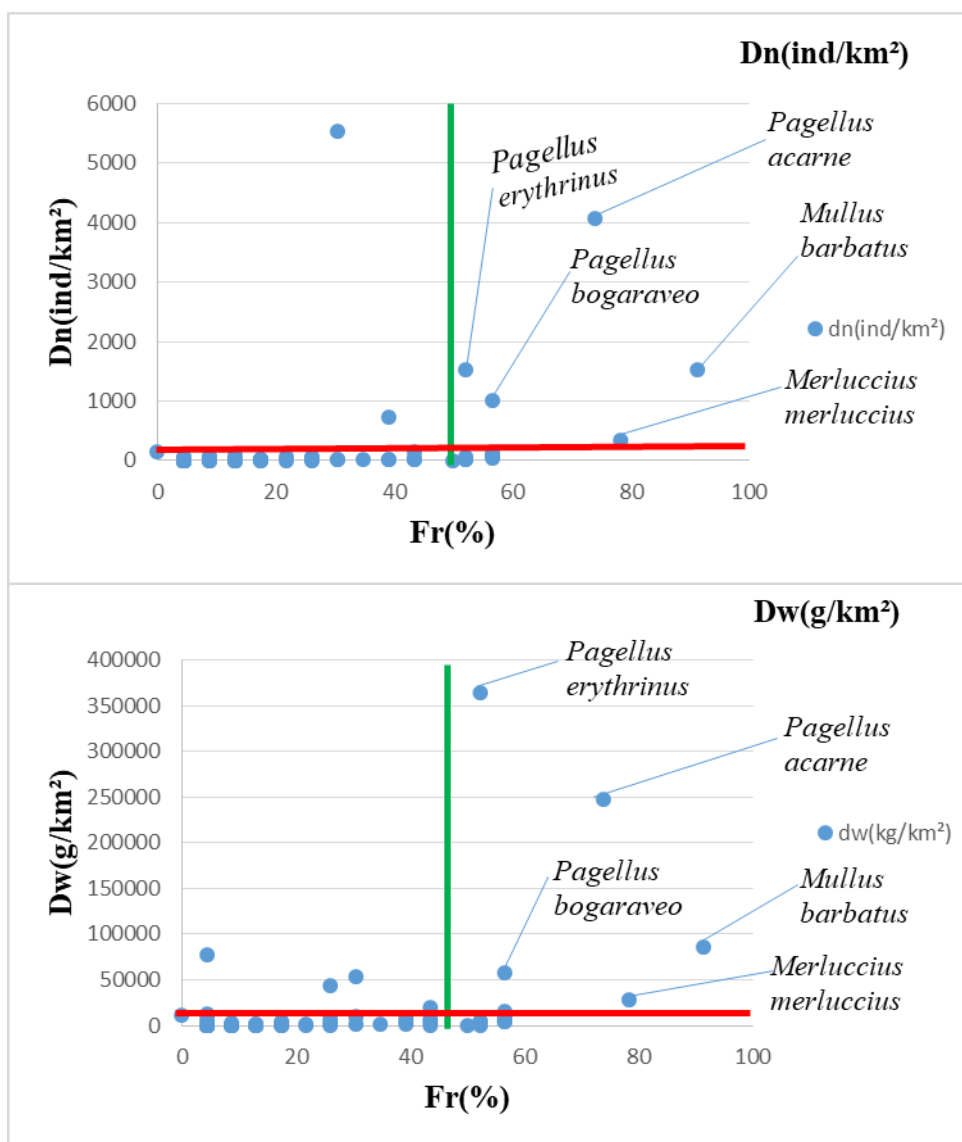 Dn(ind/km²)
6000
5000
4000
3000
2000
1000
0
Dn(ind/km²)
Pagellus
erythrinus
Pagellus
acarne
Mullus
barbatus
Pagellus
bogaraveo
dn(ind/km²)
Merluccius
merluccius
0 20 40 60 80 100
Fr(%)
Dw(g/km²)
400000
350000
300000
250000
200000
150000
100000
50000
0
Dw(g/km²)
Pagellus
erythrinus
Pagellus
acarne
dw(kg/km²)
Pagellus
bogaraveo
Mullus
barbatus
Merluccius
merluccius
0 20 40 60 80 100
Fr(%)